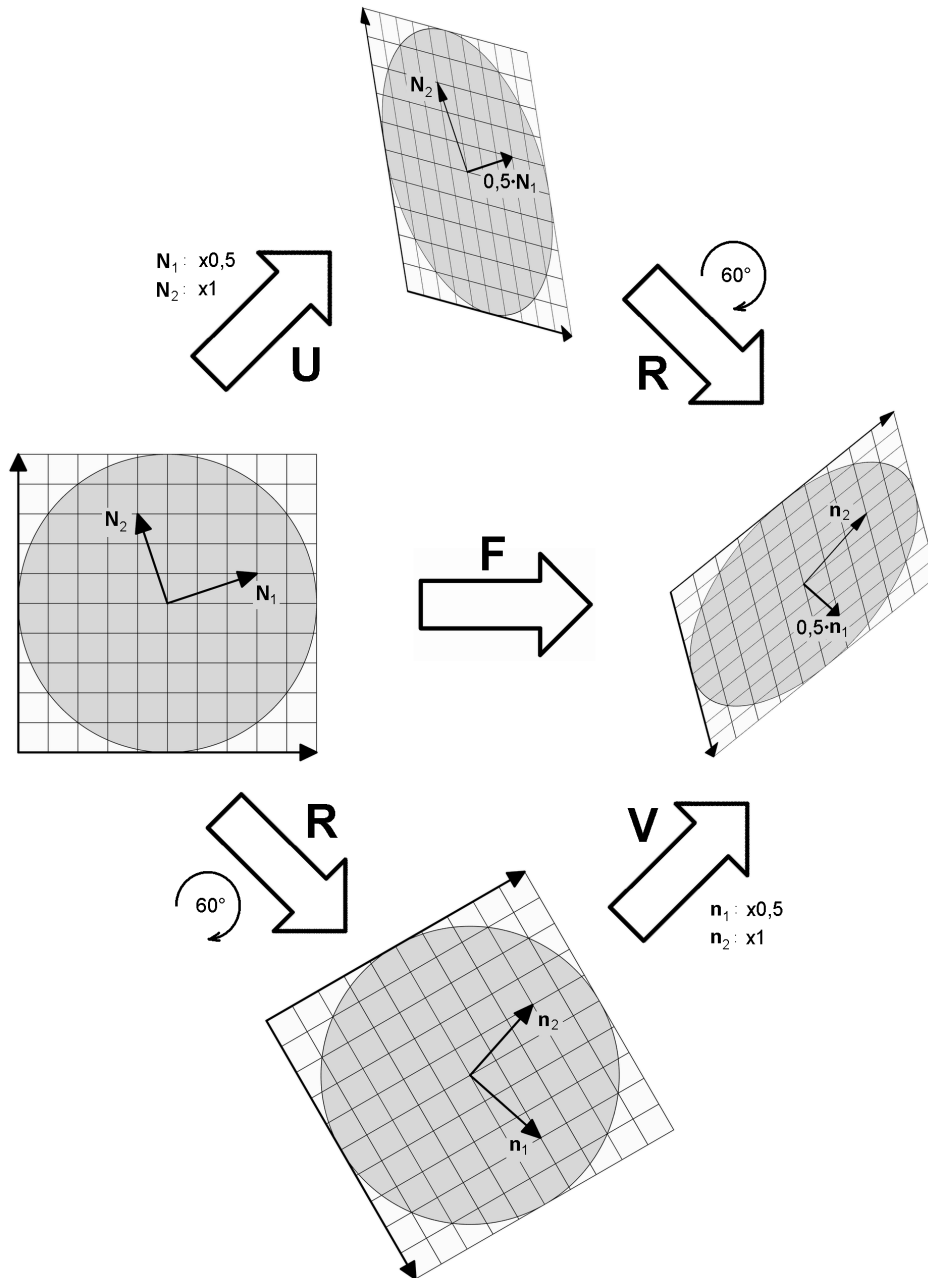 N₂
0,5·N₁
N₁: x0,5
N₂: x1
U
60°
R
N₂
N₁
F
n₂
0,5·n₁
R
60°
V
n₁: x0,5
n₂: x1
n₂
n₁